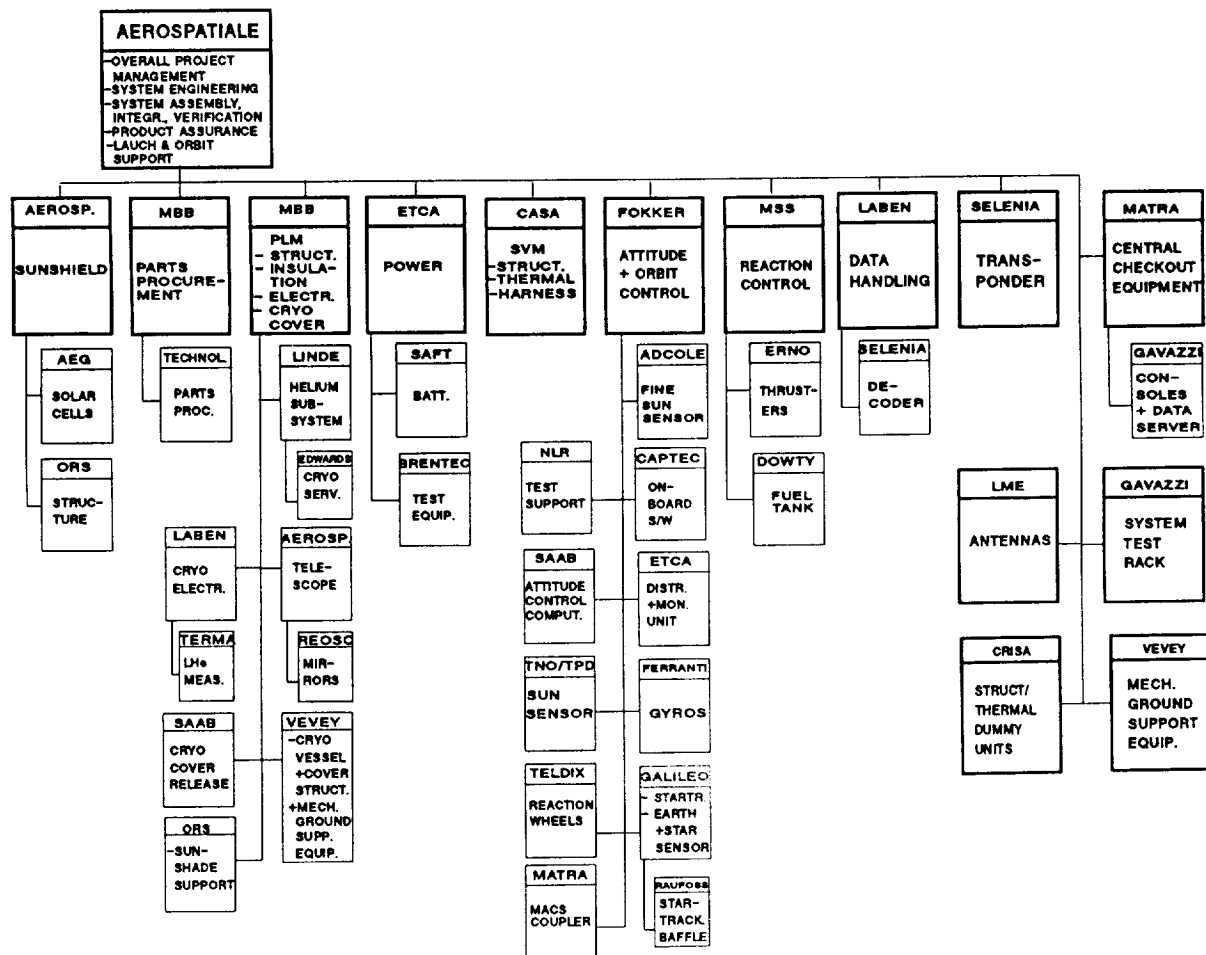 AEROSPATIALE
-OVERALL PROJECT
MANAGEMENT
-SYSTEM ENGINEERING
-SYSTEM ASSEMBLY,
INTEGR., VERIFICATION
-PRODUCT ASSURANCE
-LAUCH & ORBIT
SUPPORT
AEROSP.
SUNSHIELD
MBB
PARTS
PROCURE-
MENT
MBB
PLM
- STRUCT.
- INSULA-
TION
- ELECTR.
- CRYO
COVER
ETCA
POWER
CASA
SVM
-STRUCT.
-THERMAL
-HARNESS
FOKKER
ATTITUDE
+ ORBIT
CONTROL
MSS
REACTION
CONTROL
LABEN
DATA
HANDLING
SELENIA
TRANS-
PONDER
MATRA
CENTRAL
CHECKOUT
EQUIPMENT
AEG
SOLAR
CELLS
ORS
STRUC-
TURE
TECHNOL.
PARTS
PROC.
LINDE
HELIUM
SUB-
SYSTEM
EDWARDS
CRYO
SERV.
LABEN
CRYO
ELECTR.
AEROSP.
TELE-
SCOPE
TERMA
LHe
MEAS.
REOSC
MIR-
RORS
SAAB
CRYO
COVER
RELEASE
VEVEY
-CRYO
VESSEL
+COVER
STRUCT.
+MECH.
GROUND
SUPP.
EQUIP.
ORS
-SUN-
SHADE
SUPPORT
SAFT
BATT.
BRENTEC
TEST
EQUIP.
ADCOLE
FINE
SUN
SENSOR
NLR
TEST
SUPPORT
CAPTEC
ON-
BOARD
S/W
SAAB
ATTITUDE
CONTROL
COMPUT.
ETCA
DISTR.
+MON.
UNIT
TNO/TPD
SUN
SENSOR
FERRANTI
GYROS
TELDIX
REACTION
WHEELS
GALILEO
- STARTR.
- EARTH
+STAR
SENSOR
MATRA
MACS
COUPLER
RAUFOSS
STAR-
TRACK.
BAFFLE
ERNO
THRUST-
ERS
DOWTY
FUEL
TANK
SELENIA
DE-
CODER
GAVAZZI
CON-
SOLES
+ DATA
SERVER
LME
ANTENNAS
GAVAZZI
SYSTEM
TEST
RACK
CRISA
STRUCT/
THERMAL
DUMMY
UNITS
VEVEY
MECH.
GROUND
SUPPORT
EQUIP.